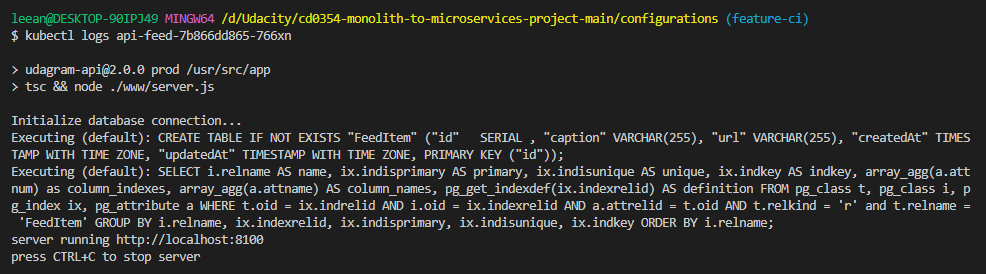 leean@DESKTOP-90IPJ49 MINGW64 /d/Udacity/cd0354-monolith-to-microservices-project-main/configurations (feature-ci)
$ kubectl logs api-feed-7b866dd865-766xn
> udagram-api@2.0.0 prod /usr/src/app
> tsc && node ./www/server.js
Initialize database connection...
Executing (default): CREATE TABLE IF NOT EXISTS "FeedItem" ("id"   SERIAL , "caption" VARCHAR(255), "url" VARCHAR(255), "createdAt" TIMES
TAMP WITH TIME ZONE, "updatedAt" TIMESTAMP WITH TIME ZONE, PRIMARY KEY ("id"));
Executing (default): SELECT i.relname AS name, ix.indisprimary AS primary, ix.indisunique AS unique, ix.indkey AS indkey, array_agg(a.att
num) as column_indexes, array_agg(a.attname) AS column_names, pg_get_indexdef(ix.indexrelid) AS definition FROM pg_class t, pg_class i, p
g_index ix, pg_attribute a WHERE t.oid = ix.indrelid AND i.oid = ix.indexrelid AND a.attrelid = t.oid AND t.relkind = 'r' and t.relname =
 'FeedItem' GROUP BY i.relname, ix.indexrelid, ix.indisprimary, ix.indisunique, ix.indkey ORDER BY i.relname;
server running http://localhost:8100
press CTRL+C to stop server